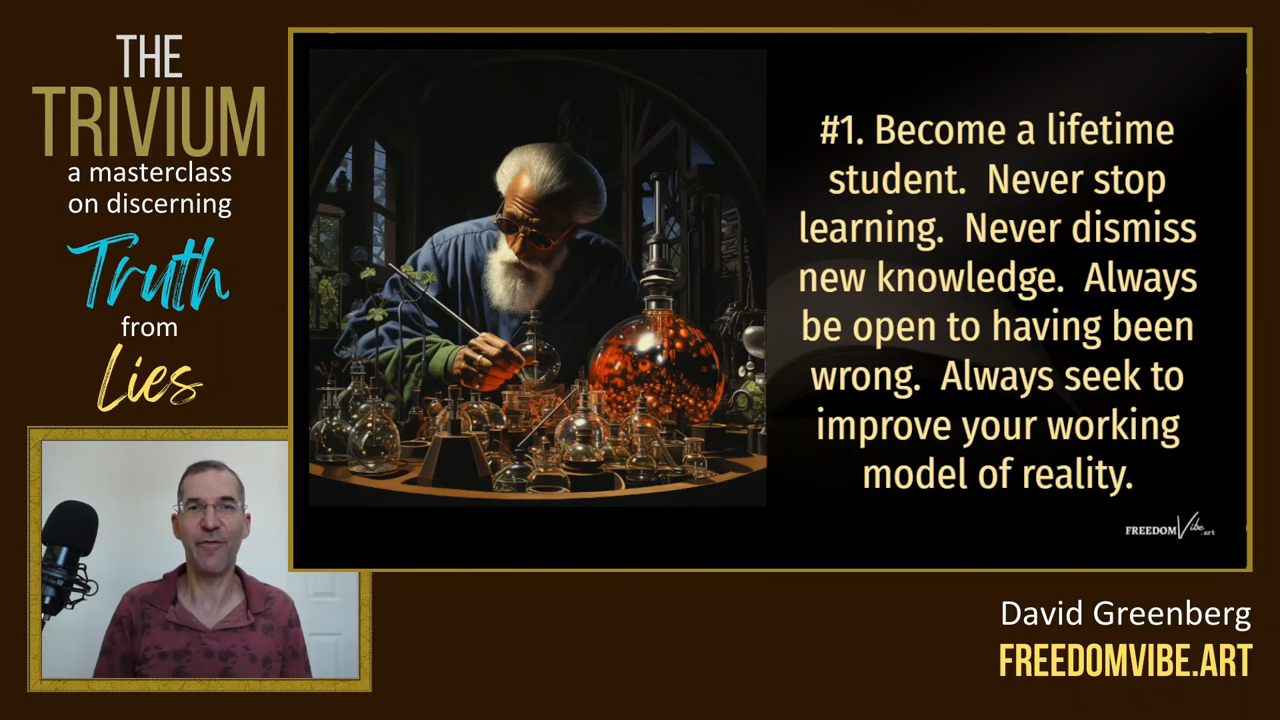 THE
TRIVIUM
a masterclass
on discerning
Truth
from
Lies
#1. Become a lifetime
student. Never stop
learning. Never dismiss
new knowledge. Always
be open to having been
wrong. Always seek to
improve your working
model of reality.
FREEDOMVibe.art
David Greenberg
FREEDOMVIBE.ART